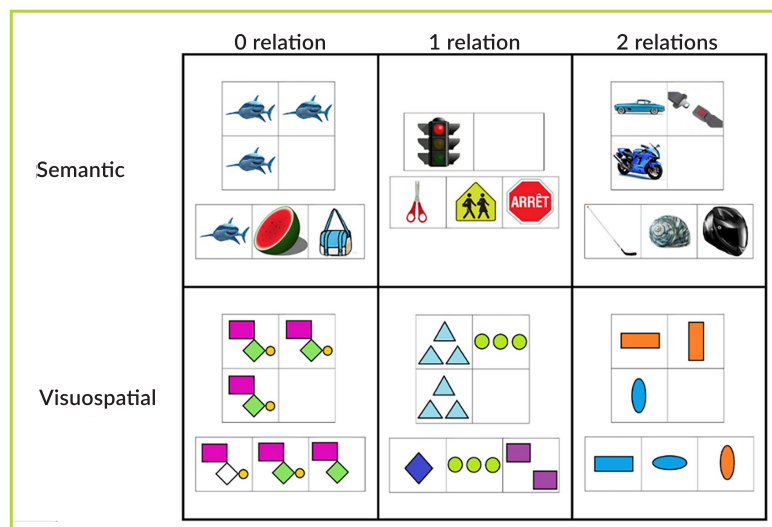 0 relation
1 relation
2 relations
Semantic
ARRÊT
Visuospatial